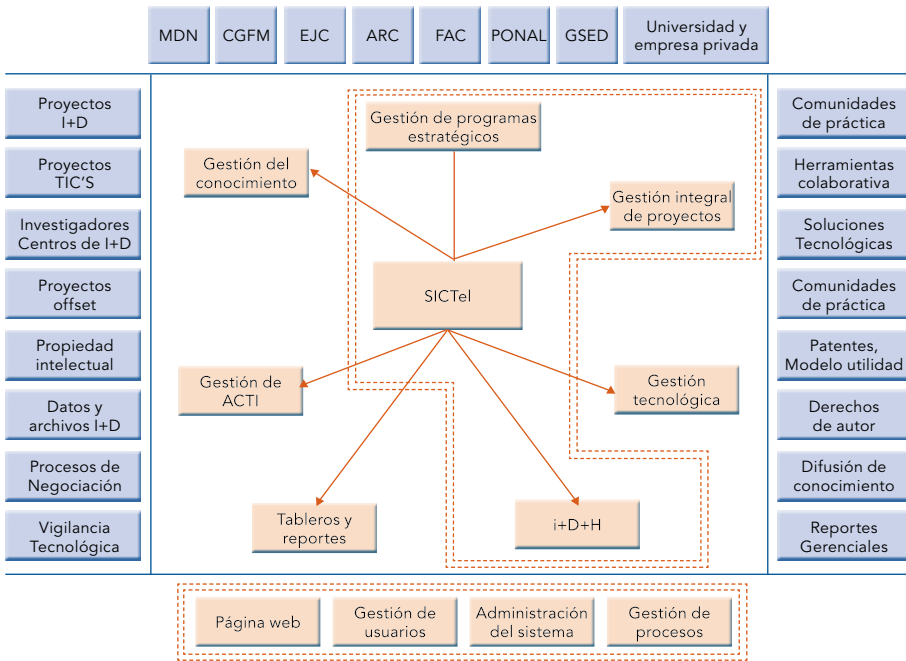 MDN
CGFM
EJC
ARC
FAC
PONAL
GSED
Universidad y
empresa privada
Proyectos
I+D
Proyectos
TIC'S
Investigadores
Centros de I+D
Proyectos
offset
Propiedad
intelectual
Datos y
archivos I+D
Procesos de
Negociación
Vigilancia
Tecnológica
Gestión de programas
estratégicos
Gestión del
conocimiento
Gestión integral
de proyectos
SICTeI
Gestión de
ACTI
Gestión
tecnológica
Tableros y
reportes
i+D+H
Comunidades
de práctica
Herramientas
colaborativa
Soluciones
Tecnológicas
Comunidades
de práctica
Patentes,
Modelo utilidad
Derechos
de autor
Difusión de
conocimiento
Reportes
Gerenciales
Página web
Gestión de
usuarios
Administración
del sistema
Gestión de
procesos